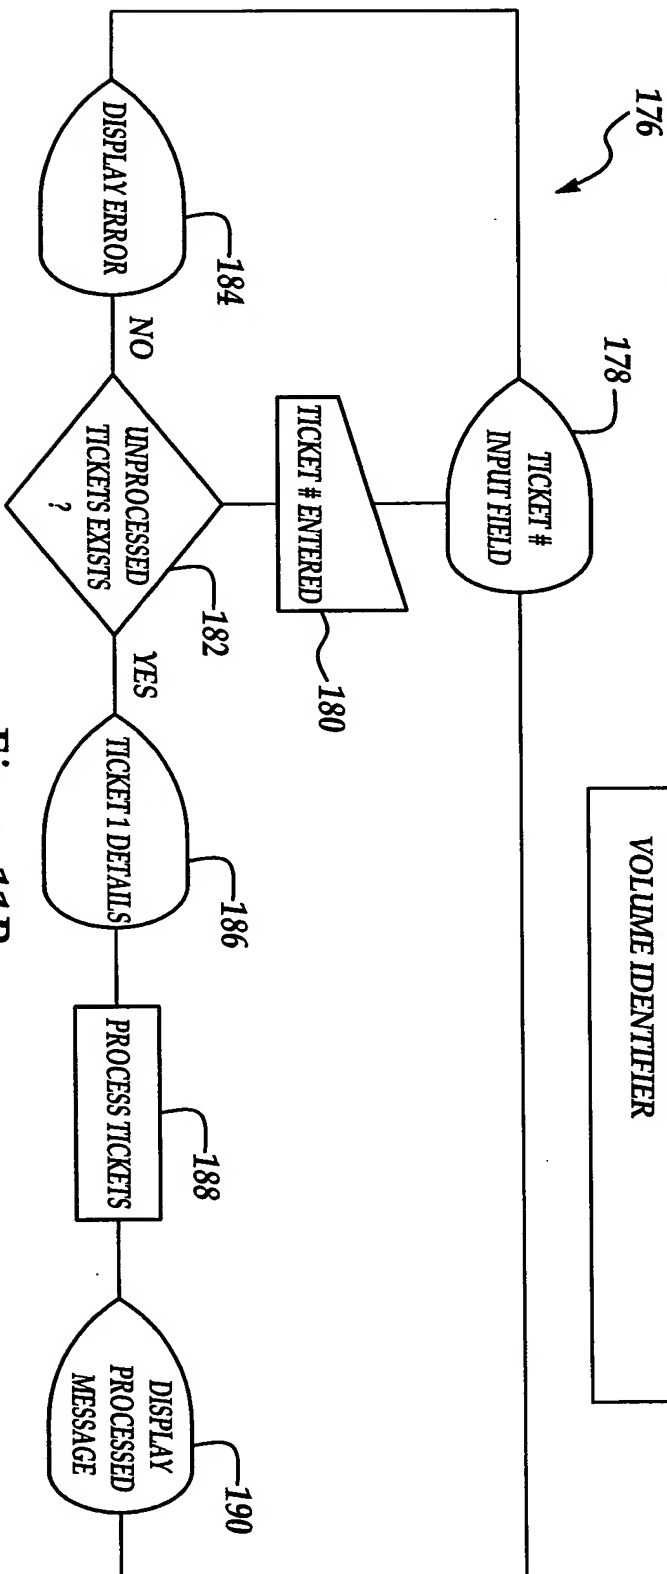 176
VOLUME IDENTIFIER
178
TICKET #
INPUT FIELD
TICKET # ENTERED
180
184
DISPLAY ERROR
NO
UNPROCESSED
TICKETS EXISTS
?
182
YES
TICKET 1 DETAILS
186
PROCESS TICKETS
188
DISPLAY
PROCESSED
MESSAGE
190